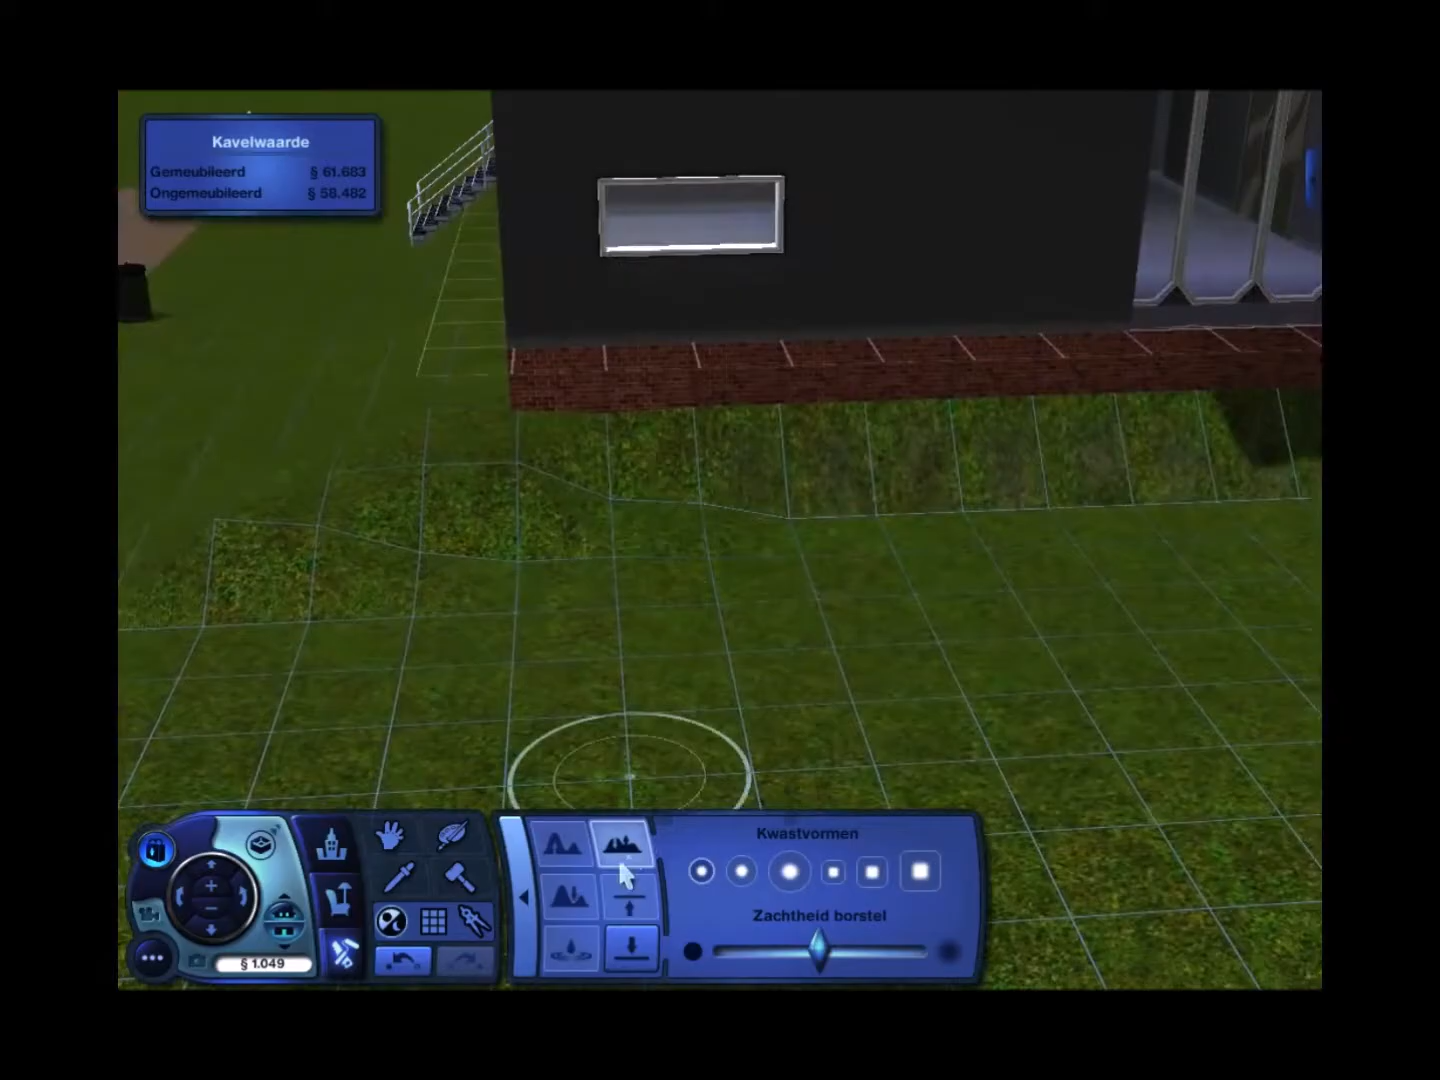 Kavelwaarde
Gemeubileerd § 61.683
Ongemeubileerd § 58.482
Kwastvormen
Zachtheid borstel
§ 1.049